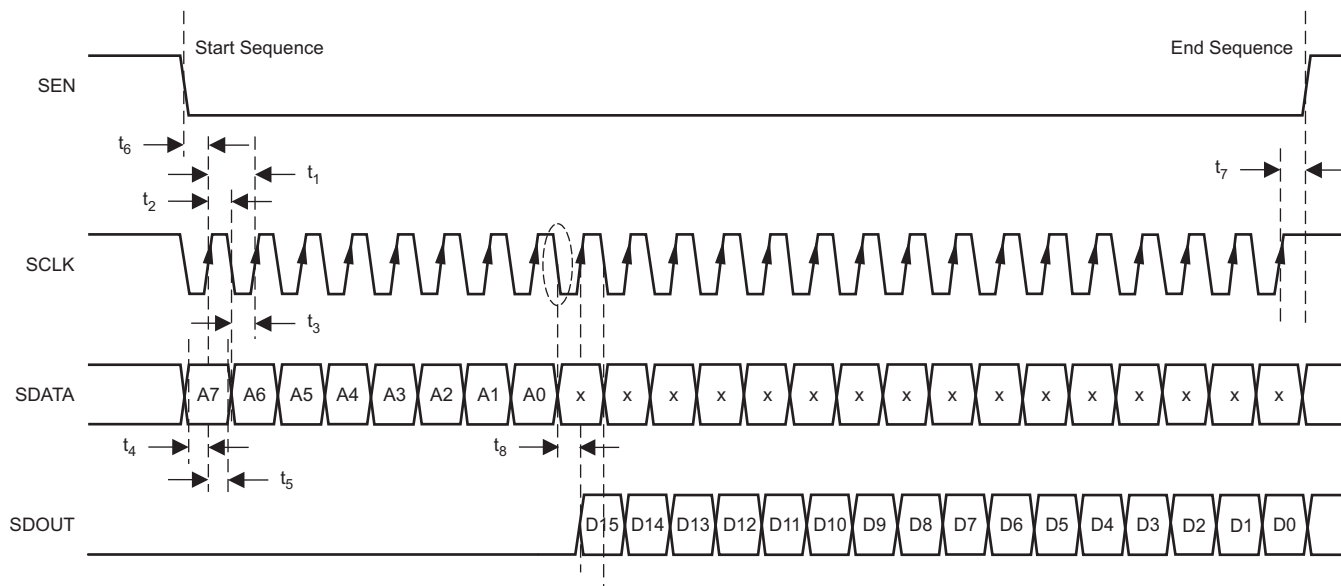 Start Sequence
End Sequence
SEN
t6
t1
t7
t2
SCLK
t3
SDATA
A7 A6 A5 A4 A3 A2 A1 A0 x x x x x x x x x x x x x x x x
t4
t8
t5
SDOUT
D15 D14 D13 D12 D11 D10 D9 D8 D7 D6 D5 D4 D3 D2 D1 D0